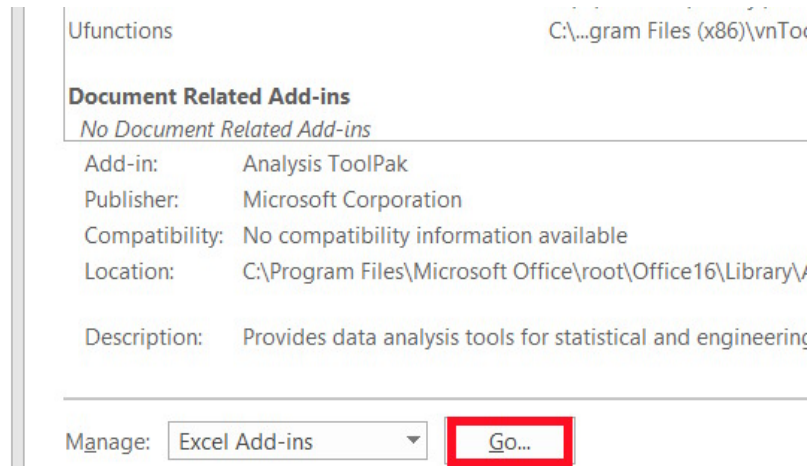 Ufunctions C:\...gram Files (x86)\vnToo
Document Related Add-ins
No Document Related Add-ins
Add-in: Analysis ToolPak
Publisher: Microsoft Corporation
Compatibility: No compatibility information available
Location: C:\Program Files\Microsoft Office\root\Office16\Library\A
Description: Provides data analysis tools for statistical and engineering
Manage: Excel Add-ins Go...